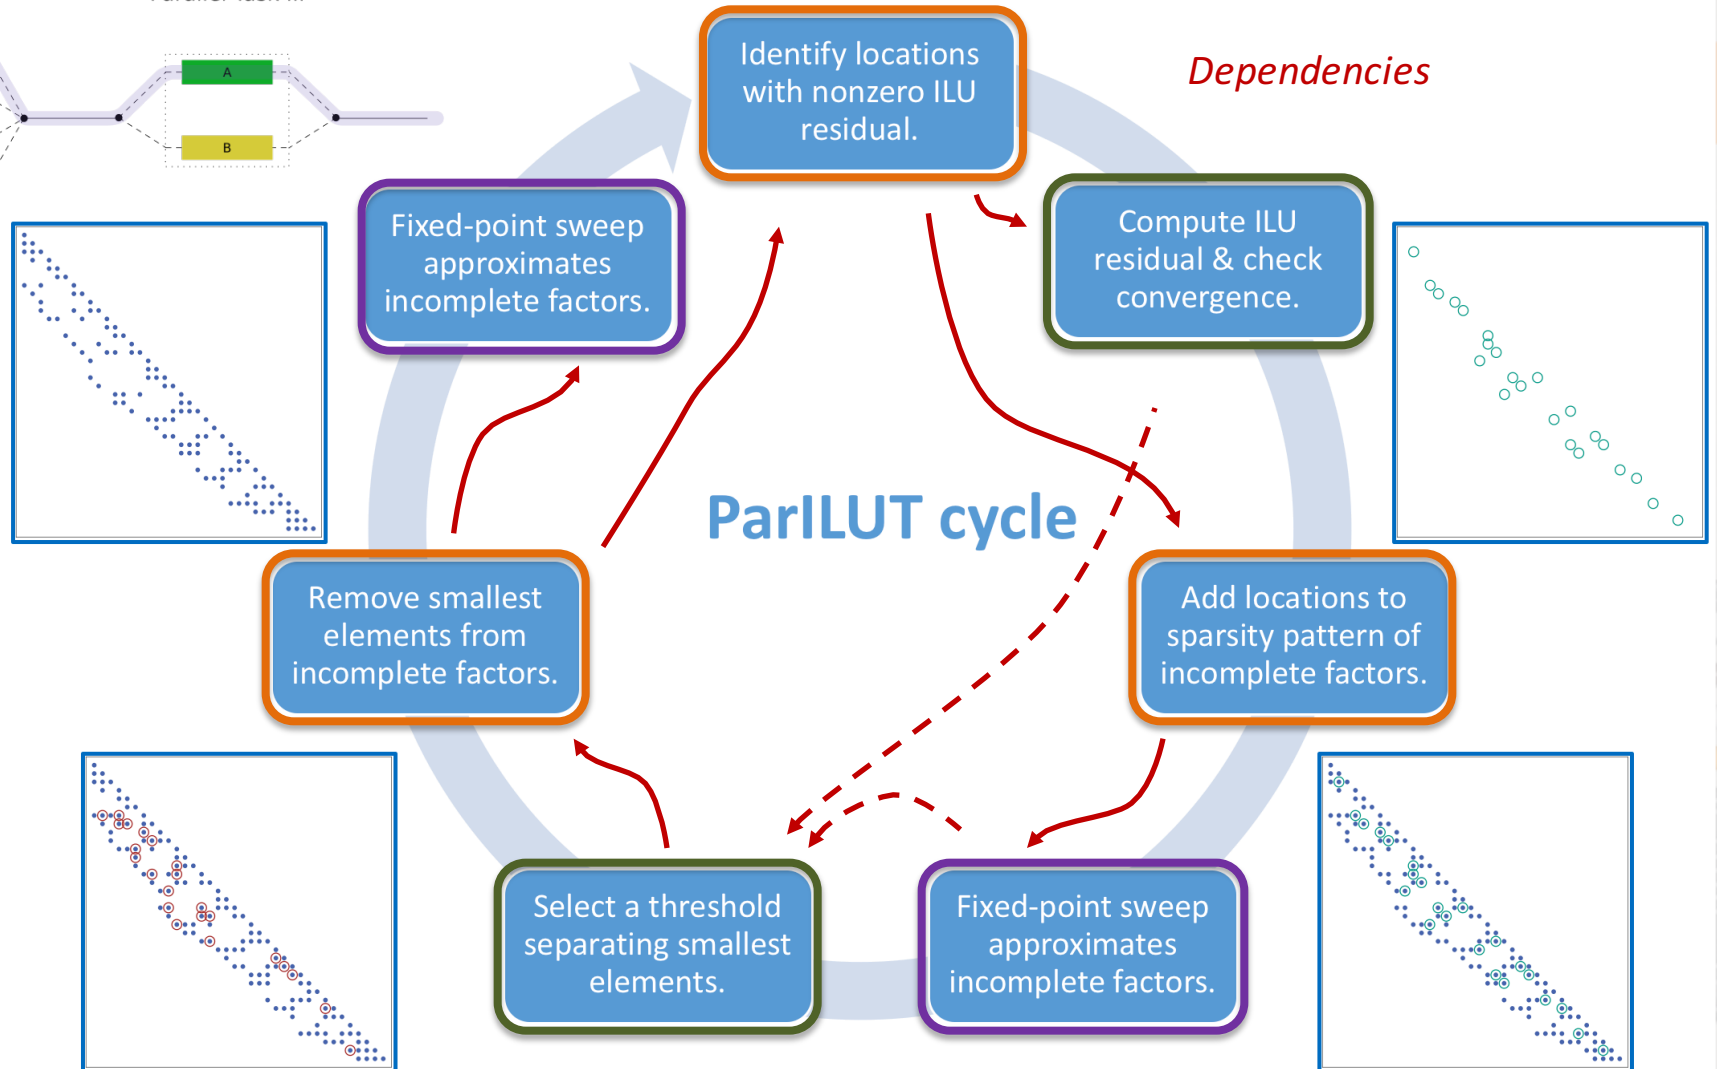 Parallel Task ...
A
B
Dependencies
Identify locations
with nonzero ILU
residual.
Compute ILU
residual & check
convergence.
Fixed-point sweep
approximates
incomplete factors.
ParILUT cycle
Add locations to
sparsity pattern of
incomplete factors.
Remove smallest
elements from
incomplete factors.
Select a threshold
separating smallest
elements.
Fixed-point sweep
approximates
incomplete factors.